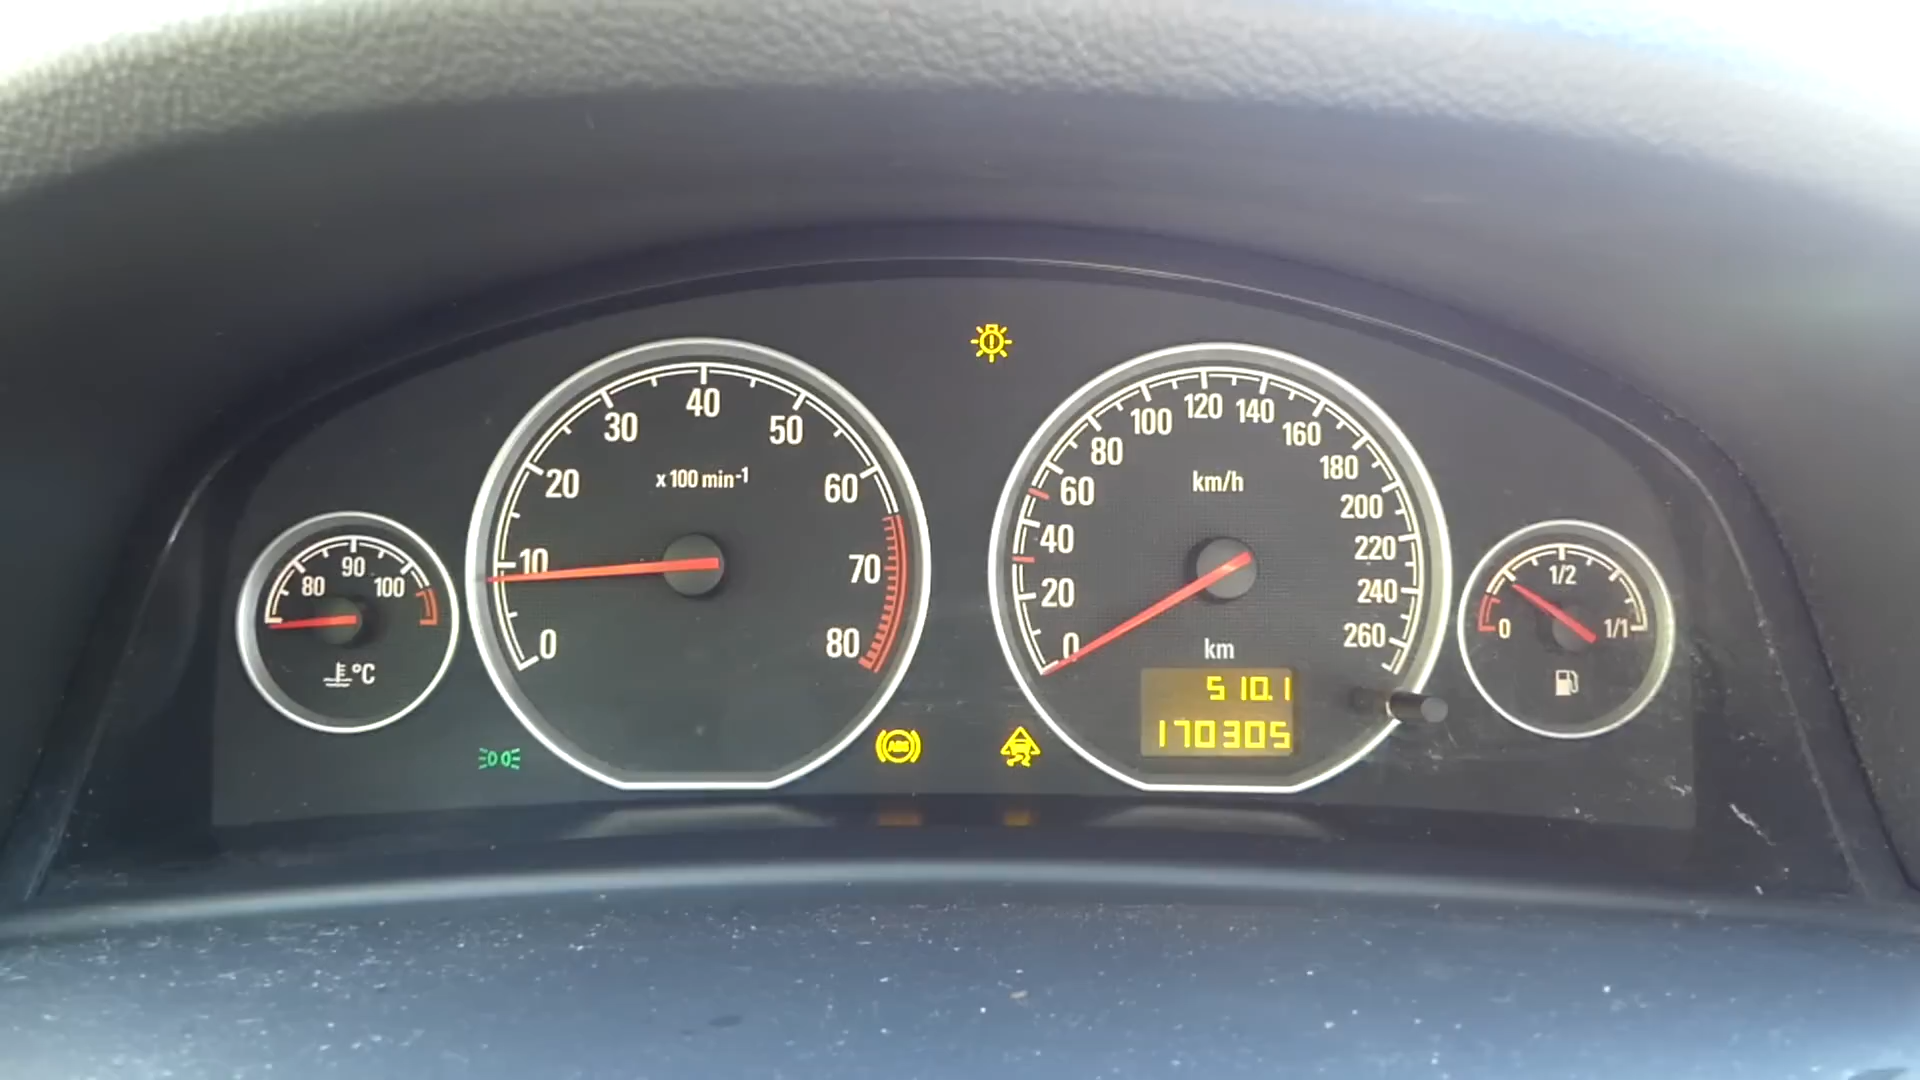 80 90 100
°C
0 10 20 30 40 50 60 70 80
x 100 min-1
ABS
0 20 40 60 80 100 120 140 160 180 200 220 240 260
km/h
km
510.1
170305
0 1/2 1/1